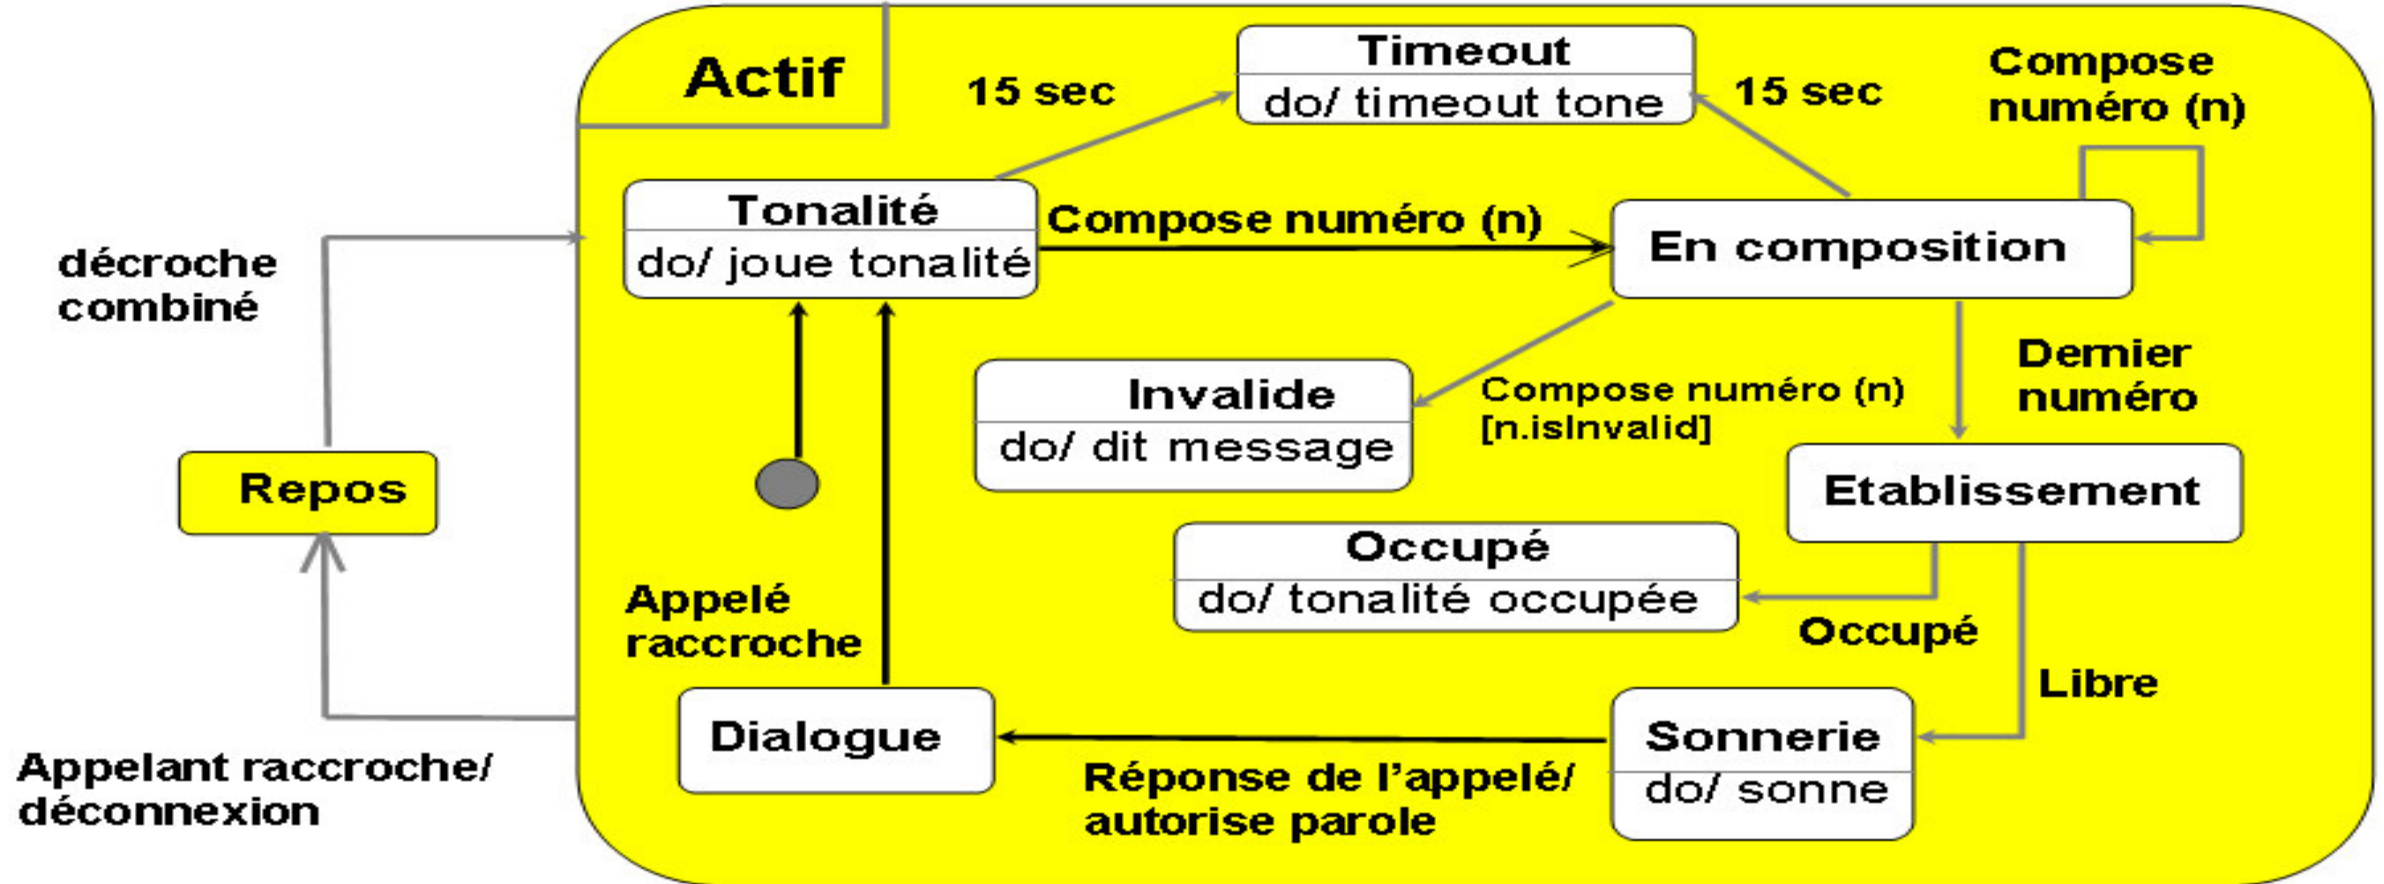 Actif
Timeout
do/ timeout tone
15 sec
15 sec
Compose
numéro (n)
Tonalité
do/ joue tonalité
Compose numéro (n)
En composition
décroche
combiné
Invalide
do/ dit message
Compose numéro (n)
[n.isInvalid]
Dernier
numéro
Repos
Etablissement
Occupé
do/ tonalité occupée
Appelé
raccroche
Occupé
Libre
Dialogue
Sonnerie
do/ sonne
Réponse de l'appelé/
autorise parole
Appelant raccroche/
déconnexion